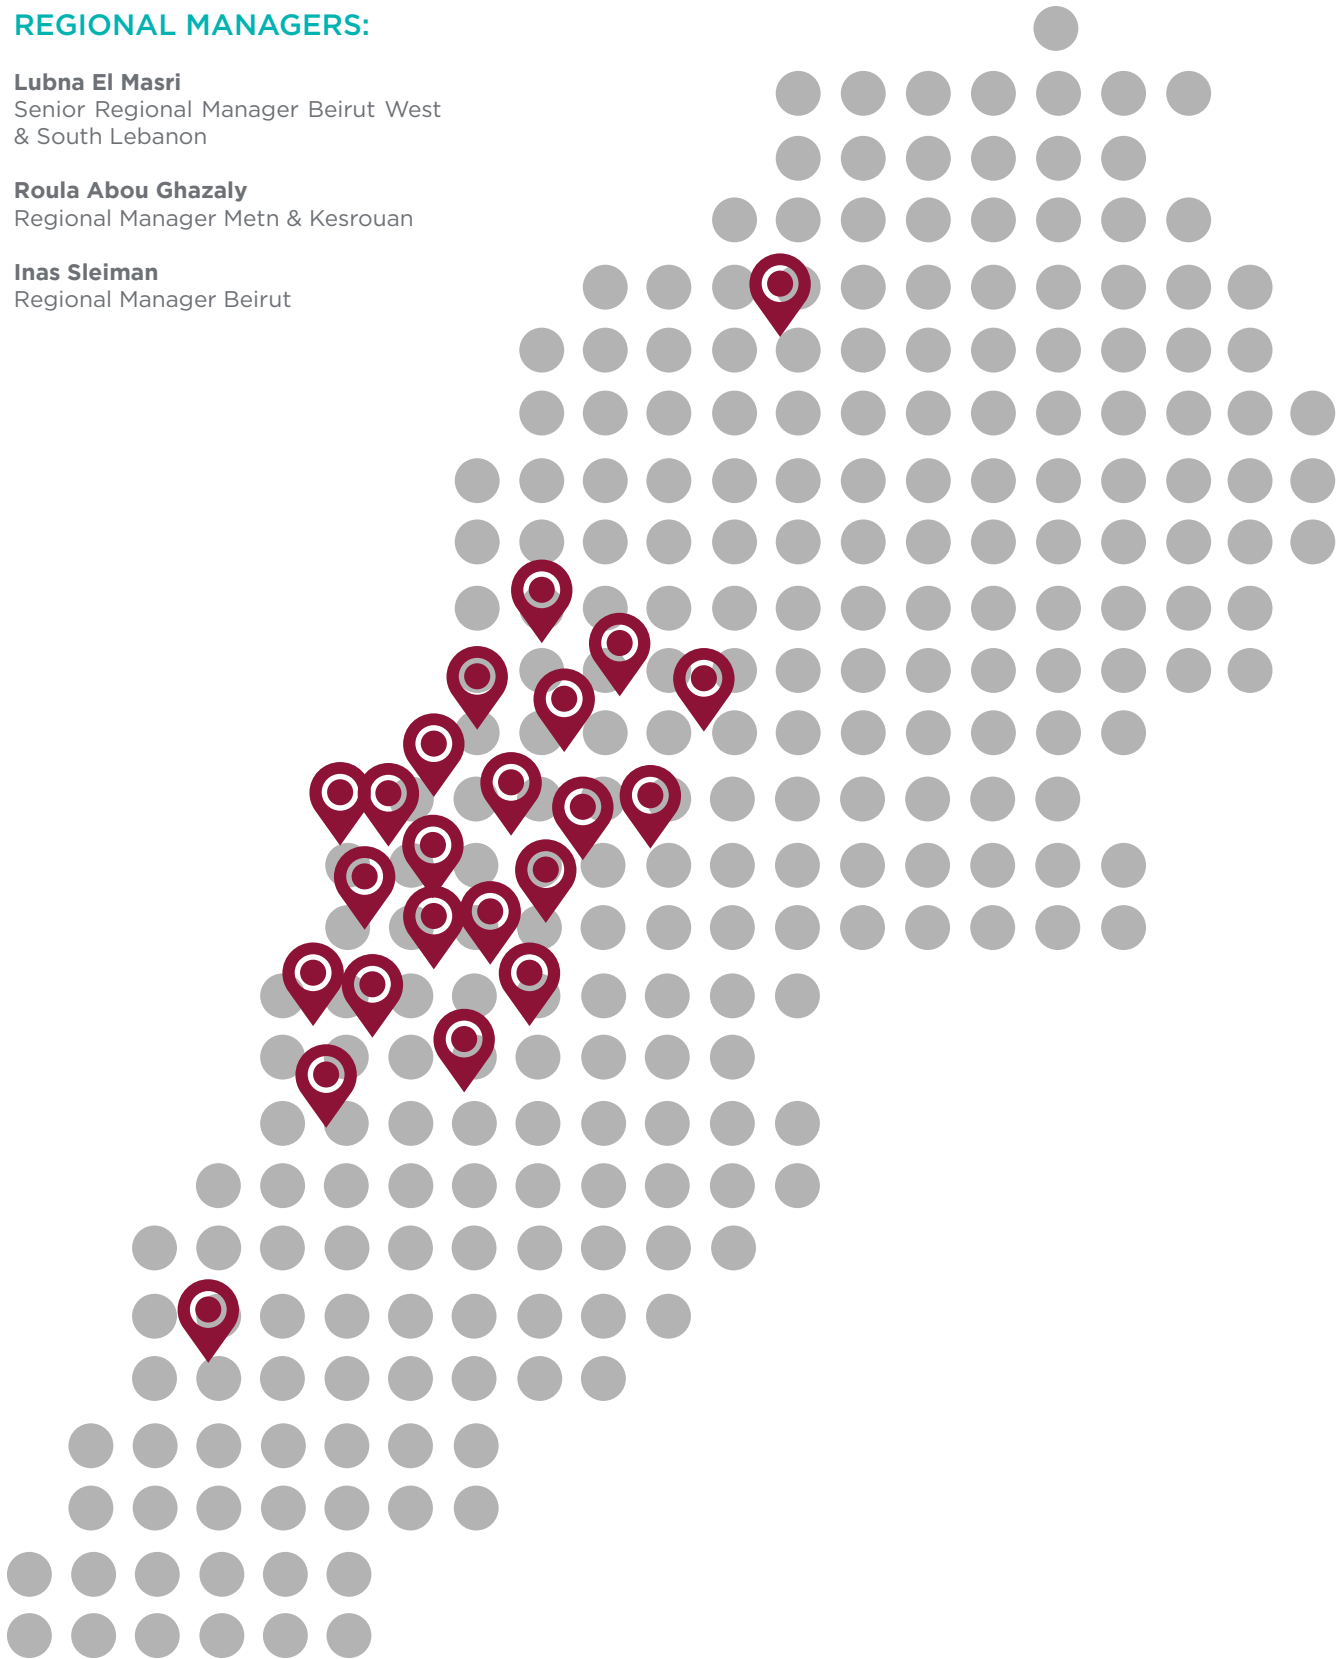 REGIONAL MANAGERS:
Lubna El Masri
Senior Regional Manager Beirut West
& South Lebanon
Roula Abou Ghazaly
Regional Manager Metn & Kesrouan
Inas Sleiman
Regional Manager Beirut